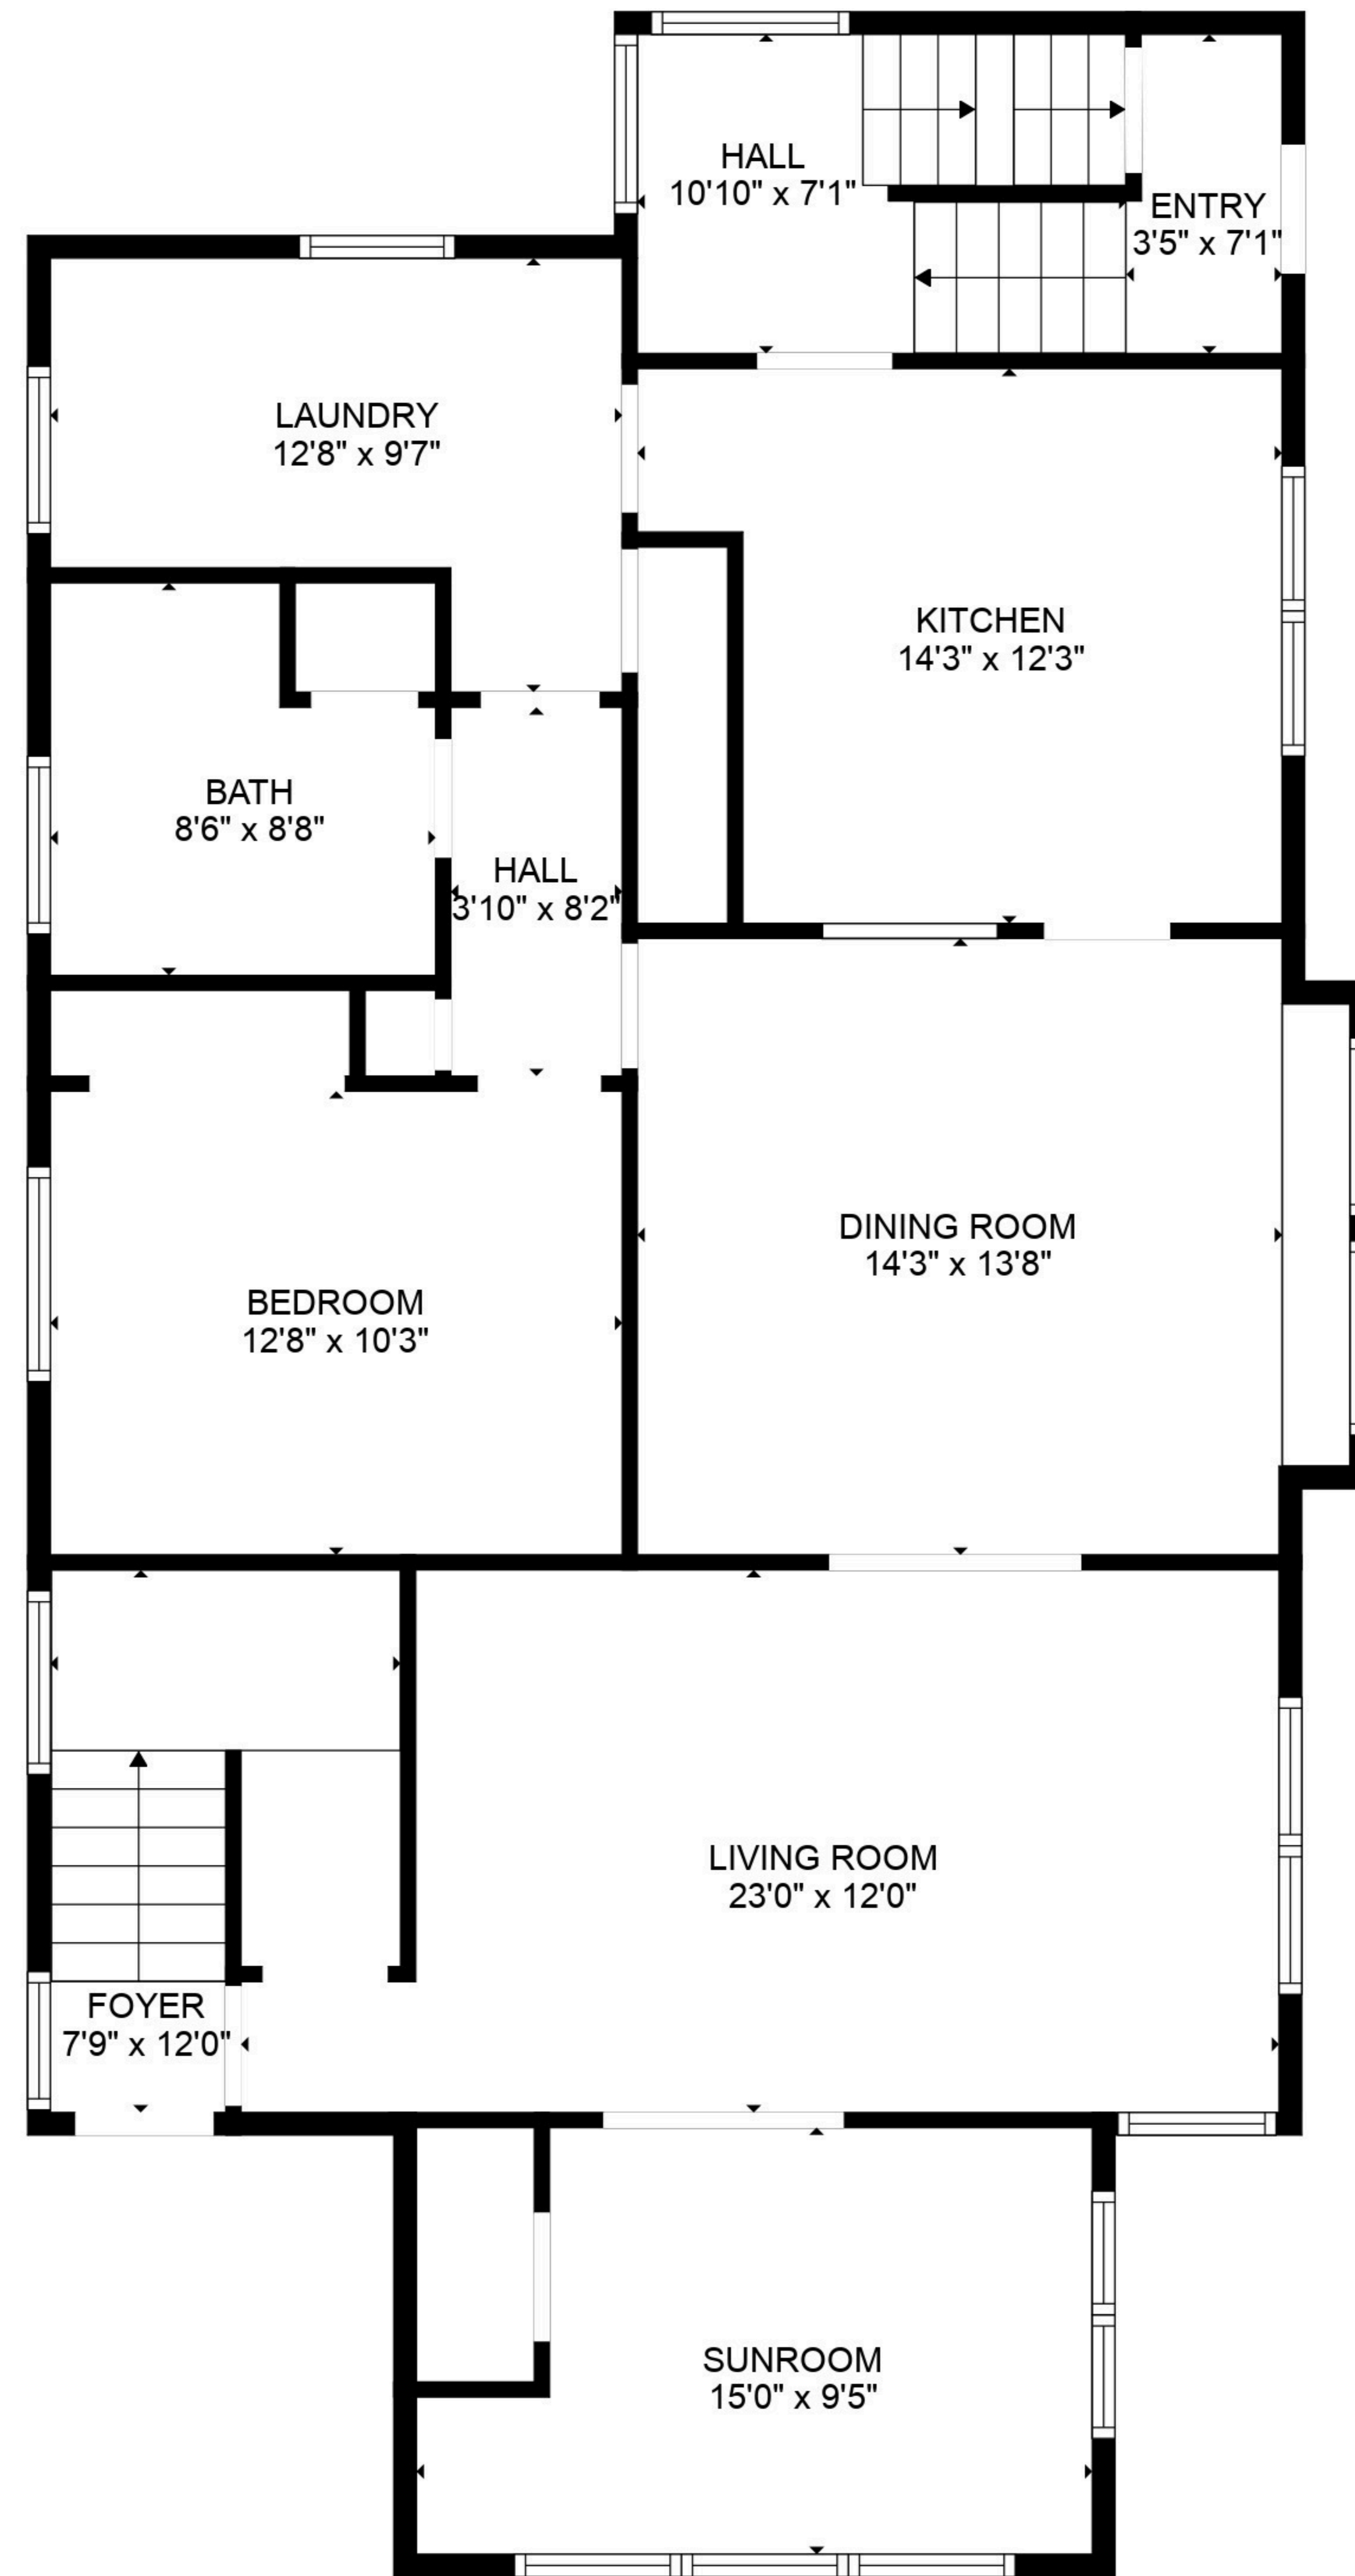 HALL
10'10" x 7'1"
ENTRY
3'5" x 7'1"
LAUNDRY
12'8" x 9'7"
KITCHEN
14'3" x 12'3"
BATH
8'6" x 8'8"
HALL
3'10" x 8'2"
DINING ROOM
14'3" x 13'8"
BEDROOM
12'8" x 10'3"
LIVING ROOM
23'0" x 12'0"
FOYER
7'9" x 12'0"
SUNROOM
15'0" x 9'5"